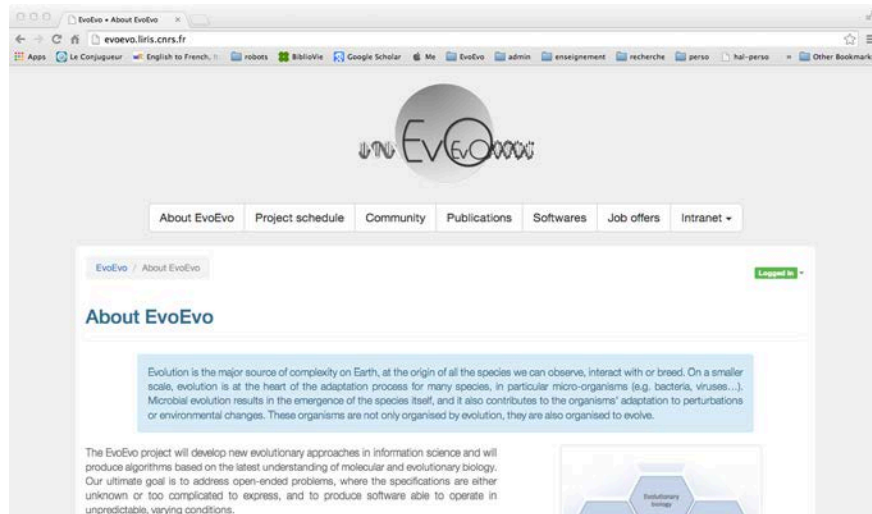 EvoEvo • About EvoEvo
evoevo.liris.cnrs.fr
Apps Le Conjugueur English to French, robots BiblioVie Google Scholar Me EvoEvo admin enseignement recherche perso hal-perso » Other Bookmark
EvoEvo
About EvoEvo Project schedule Community Publications Softwares Job offers Intranet
EvoEvo / About EvoEvo
Logged in
About EvoEvo
Evolution is the major source of complexity on Earth, at the origin of all the species we can observe, interact with or breed. On a smaller
scale, evolution is at the heart of the adaptation process for many species, in particular micro-organisms (e.g. bacteria, viruses...).
Microbial evolution results in the emergence of the species itself, and it also contributes to the organisms' adaptation to perturbations
or environmental changes. These organisms are not only organised by evolution, they are also organised to evolve.
The EvoEvo project will develop new evolutionary approaches in information science and will
produce algorithms based on the latest understanding of molecular and evolutionary biology.
Our ultimate goal is to address open-ended problems, where the specifications are either
unknown or too complicated to express, and to produce software able to operate in
unpredictable, varying conditions.
Evolutionary
biology